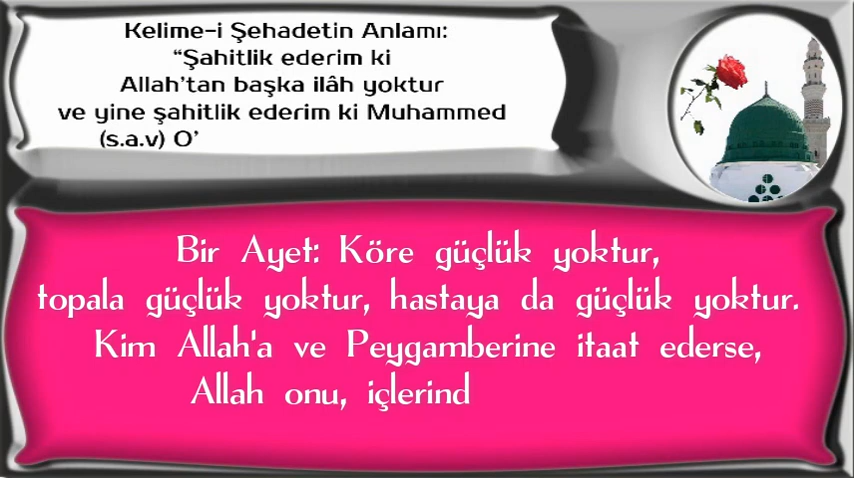 Kelime-i Şehadetin Anlamı:
“Şahitlik ederim ki
Allah’tan başka ilâh yoktur
ve yine şahitlik ederim ki Muhammed
(s.a.v) O’
Bir Ayet: Köre güçlük yoktur,
topala güçlük yoktur, hastaya da güçlük yoktur.
Kim Allah'a ve Peygamberine itaat ederse,
Allah onu, içlerind